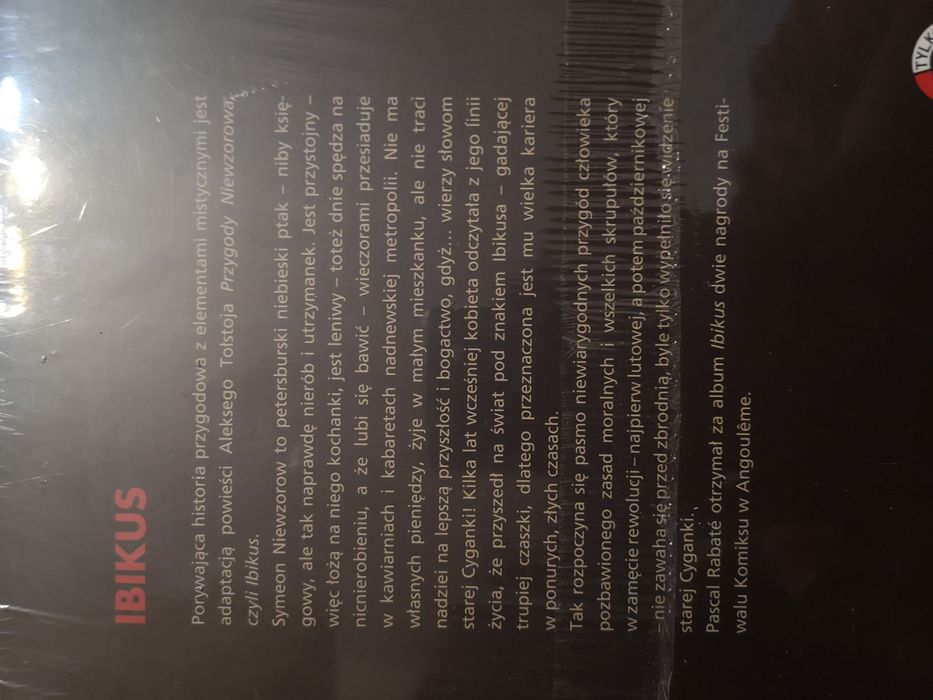 IBIKUS
Porywająca historia przygodowa z elementami mistycznymi jest
adaptacją powieści Aleksego Tołstoja Przygody Niewzorowa,
czyli Ibikus.
Symeon Niewzorow to petersburski niebieski ptak – niby księ-
gowy, ale tak naprawdę nierób i utrzymanek. Jest przystojny –
więc łożą na niego kochanki, jest leniwy – toteż dnie spędza na
nicnierobieniu, a że lubi się bawić – wieczorami przesiaduje
w kawiarniach i kabaretach nadnewskiej metropolii. Nie ma
własnych pieniędzy, żyje w małym mieszkanku, ale nie traci
nadziei na lepszą przyszłość i bogactwo, gdyż... wierzy słowom
starej Cyganki! Kilka lat wcześniej kobieta odczytała z jego linii
życia, że przyszedł na świat pod znakiem Ibikusa – gadającej
trupiej czaszki, dlatego przeznaczona jest mu wielka kariera
w ponurych, złych czasach.
Tak rozpoczyna się pasmo niewiarygodnych przygód człowieka
pozbawionego zasad moralnych i wszelkich skrupułów, który
w zamęcie rewolucji – najpierw lutowej, a potem październikowej
– nie zawaha się przed zbrodnią, byle tylko wypełniło się widzenie
starej Cyganki.
Pascal Rabaté otrzymał za album Ibikus dwie nagrody na Festi-
walu Komiksu w Angoulême.
TYLK